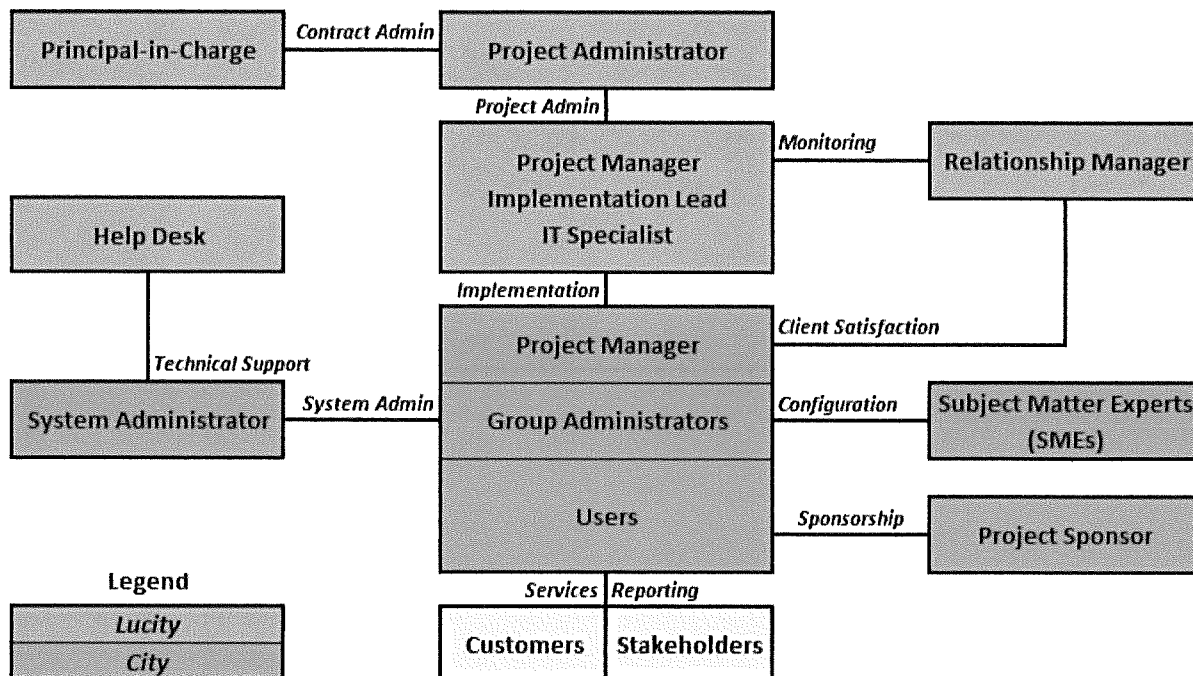 Principal-in-Charge
Contract Admin
Project Administrator
Project Admin
Project Manager
Implementation Lead
IT Specialist
Monitoring
Relationship Manager
Help Desk
Implementation
Project Manager
Client Satisfaction
Technical Support
System Administrator
System Admin
Group Administrators
Configuration
Subject Matter Experts
(SMEs)
Users
Sponsorship
Project Sponsor
Legend
Lucity
City
Services
Reporting
Customers
Stakeholders